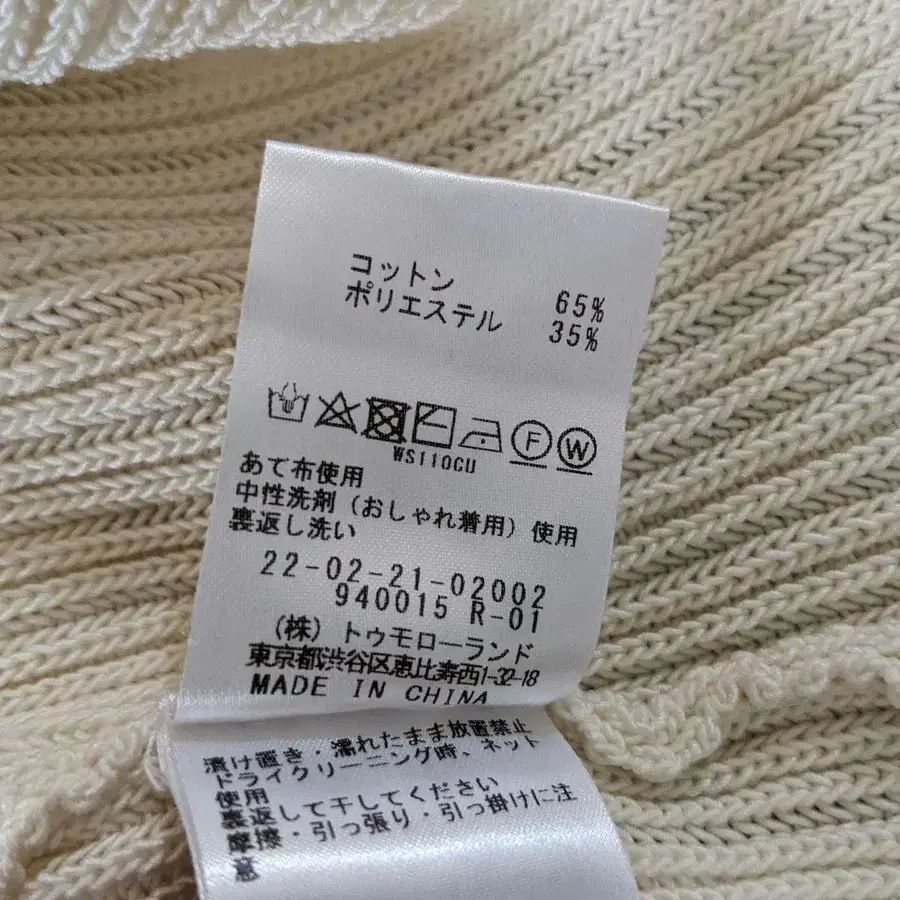 コットン 65%
ポリエステル 35%
F W
WS110CU
あて布使用
中性洗剤（おしゃれ着用）使用
裏返し洗い
22-02-21-02002
940015 R-01
（株）トゥモローランド
東京都渋谷区恵比寿西1-32-18
MADE IN CHINA
漬け置き・濡れたまま放置禁止
ドライクリーニング時、ネット
使用
裏返して干してください
摩擦・引っ張り・引っ掛けに注
意